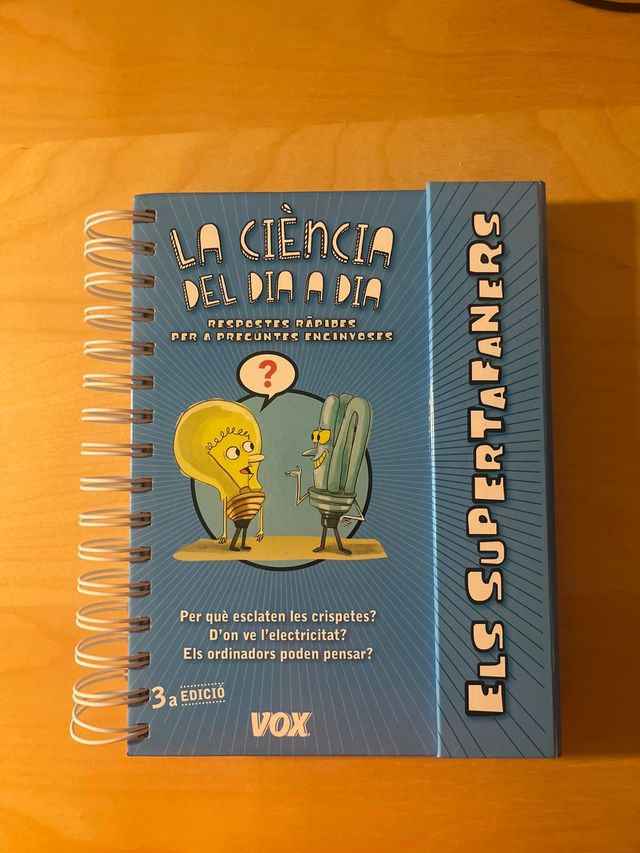 LA CIÈNCIA
DEL DIA A DIA
RESPOSTES RÀPIDES
PER A PREGUNTES ENGINYOSES
?
Per què esclaten les crispetes?
D'on ve l'electricitat?
Els ordinadors poden pensar?
3a EDICIÓ
VOX
ELS SUPERTAFANERS